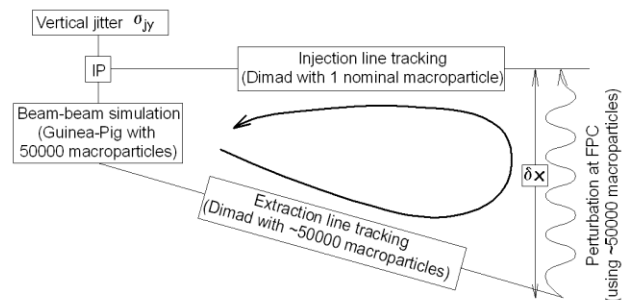 Vertical jitter σjy
IP
Injection line tracking
(Dimad with 1 nominal macroparticle)
Beam-beam simulation
(Guinea-Pig with
50000 macroparticles)
δx
Extraction line tracking
(Dimad with ~50000 macroparticles)
Perturbation at FPC
(using ~50000 macroparticles)